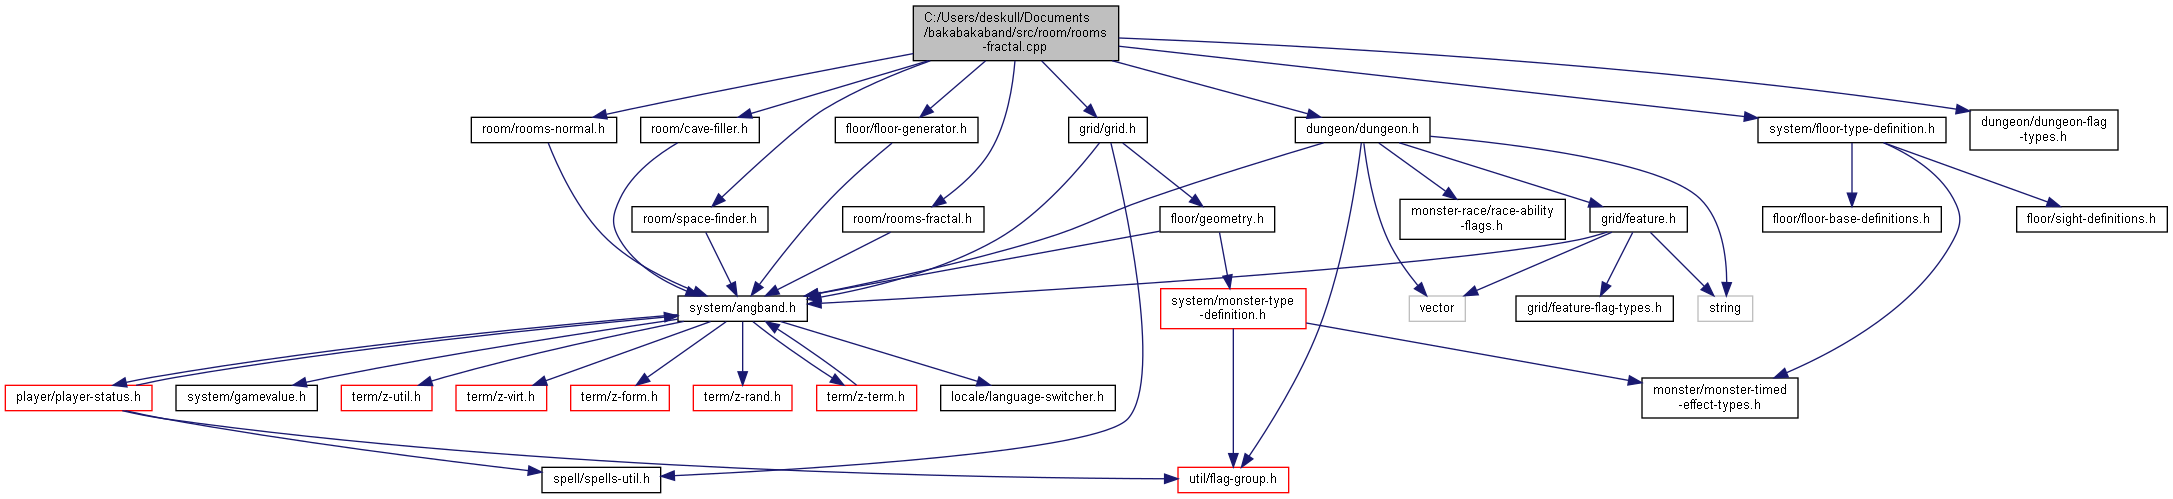 C:/Users/deskull/Documents
/bakabakaband/src/room/rooms
-fractal.cpp
room/rooms-normal.h
room/cave-filler.h
floor/floor-generator.h
grid/grid.h
dungeon/dungeon.h
system/floor-type-definition.h
dungeon/dungeon-flag
-types.h
room/space-finder.h
room/rooms-fractal.h
floor/geometry.h
monster-race/race-ability
-flags.h
grid/feature.h
floor/floor-base-definitions.h
floor/sight-definitions.h
system/angband.h
system/monster-type
-definition.h
vector
grid/feature-flag-types.h
string
player/player-status.h
system/gamevalue.h
term/z-util.h
term/z-virt.h
term/z-form.h
term/z-rand.h
term/z-term.h
locale/language-switcher.h
monster/monster-timed
-effect-types.h
spell/spells-util.h
util/flag-group.h